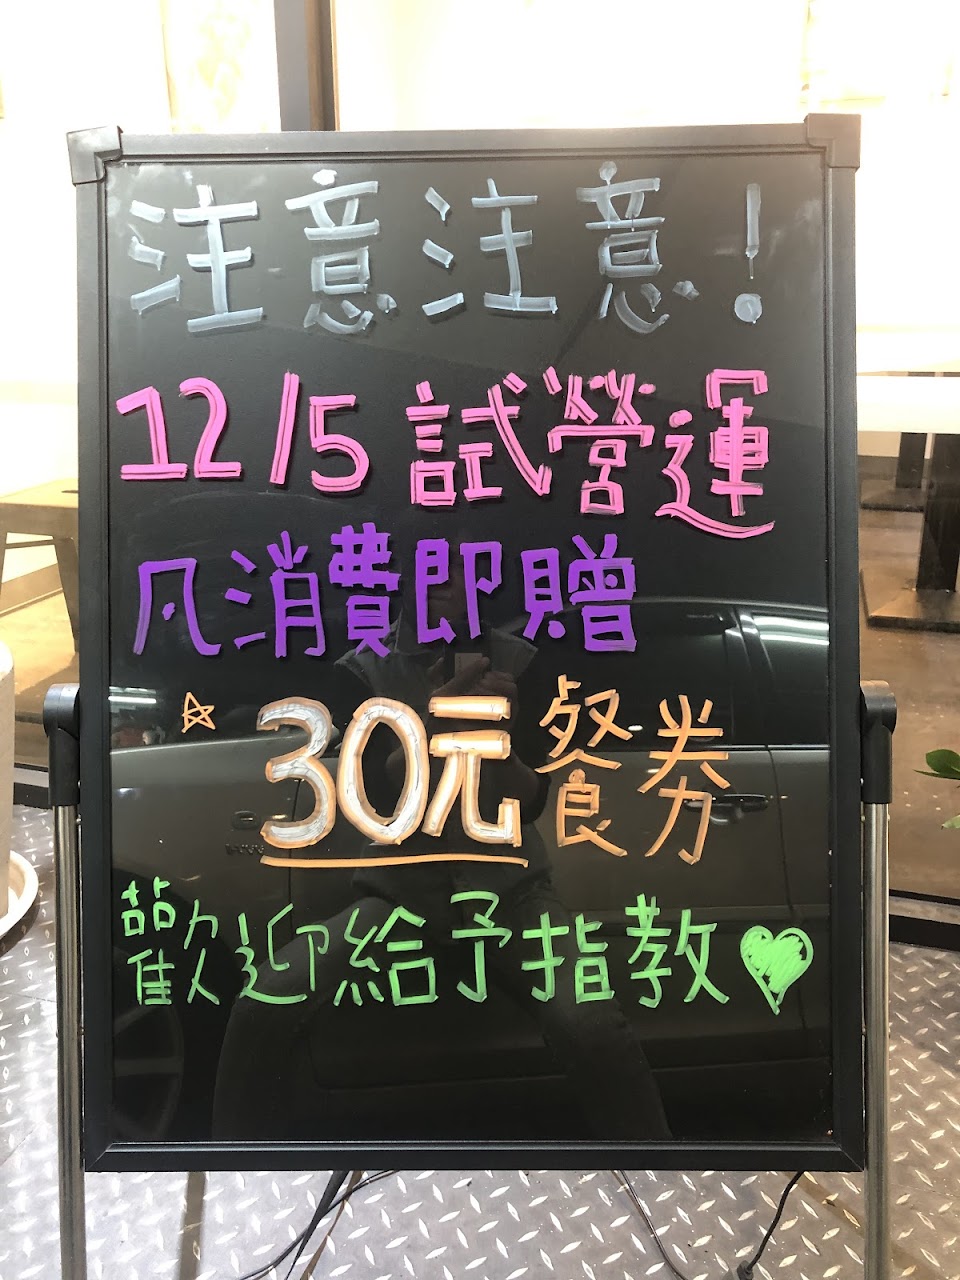 注意注意!
12/5 試營運
凡消費即贈
☆30元餐券
歡迎給予指教♥